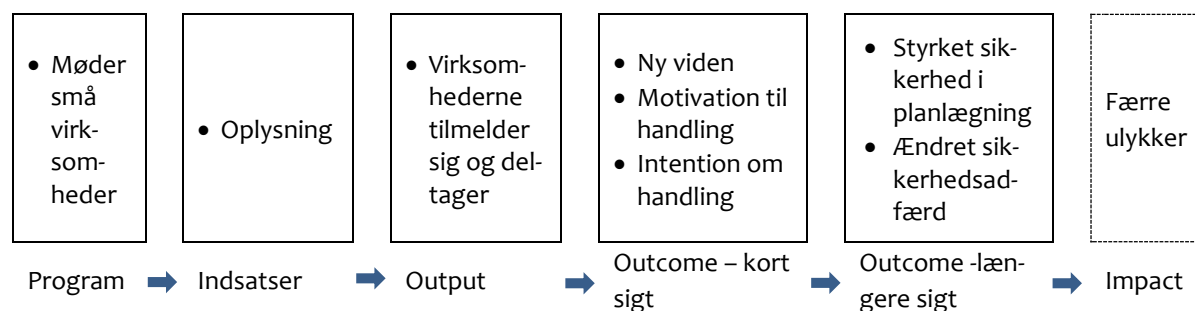 • Møder
små
virk-
som-
heder
• Oplysning
• Virksom-
hederne
tilmelder
sig og del-
tager
• Ny viden
• Motivation til
handling
• Intention om
handling
• Styrket sik-
kerhed i
planlægning
• Ændret sik-
kerhedsad-
færd
Færre
ulykker
Program
Indsatser
Output
Outcome – kort
sigt
Outcome -læn-
gere sigt
Impact